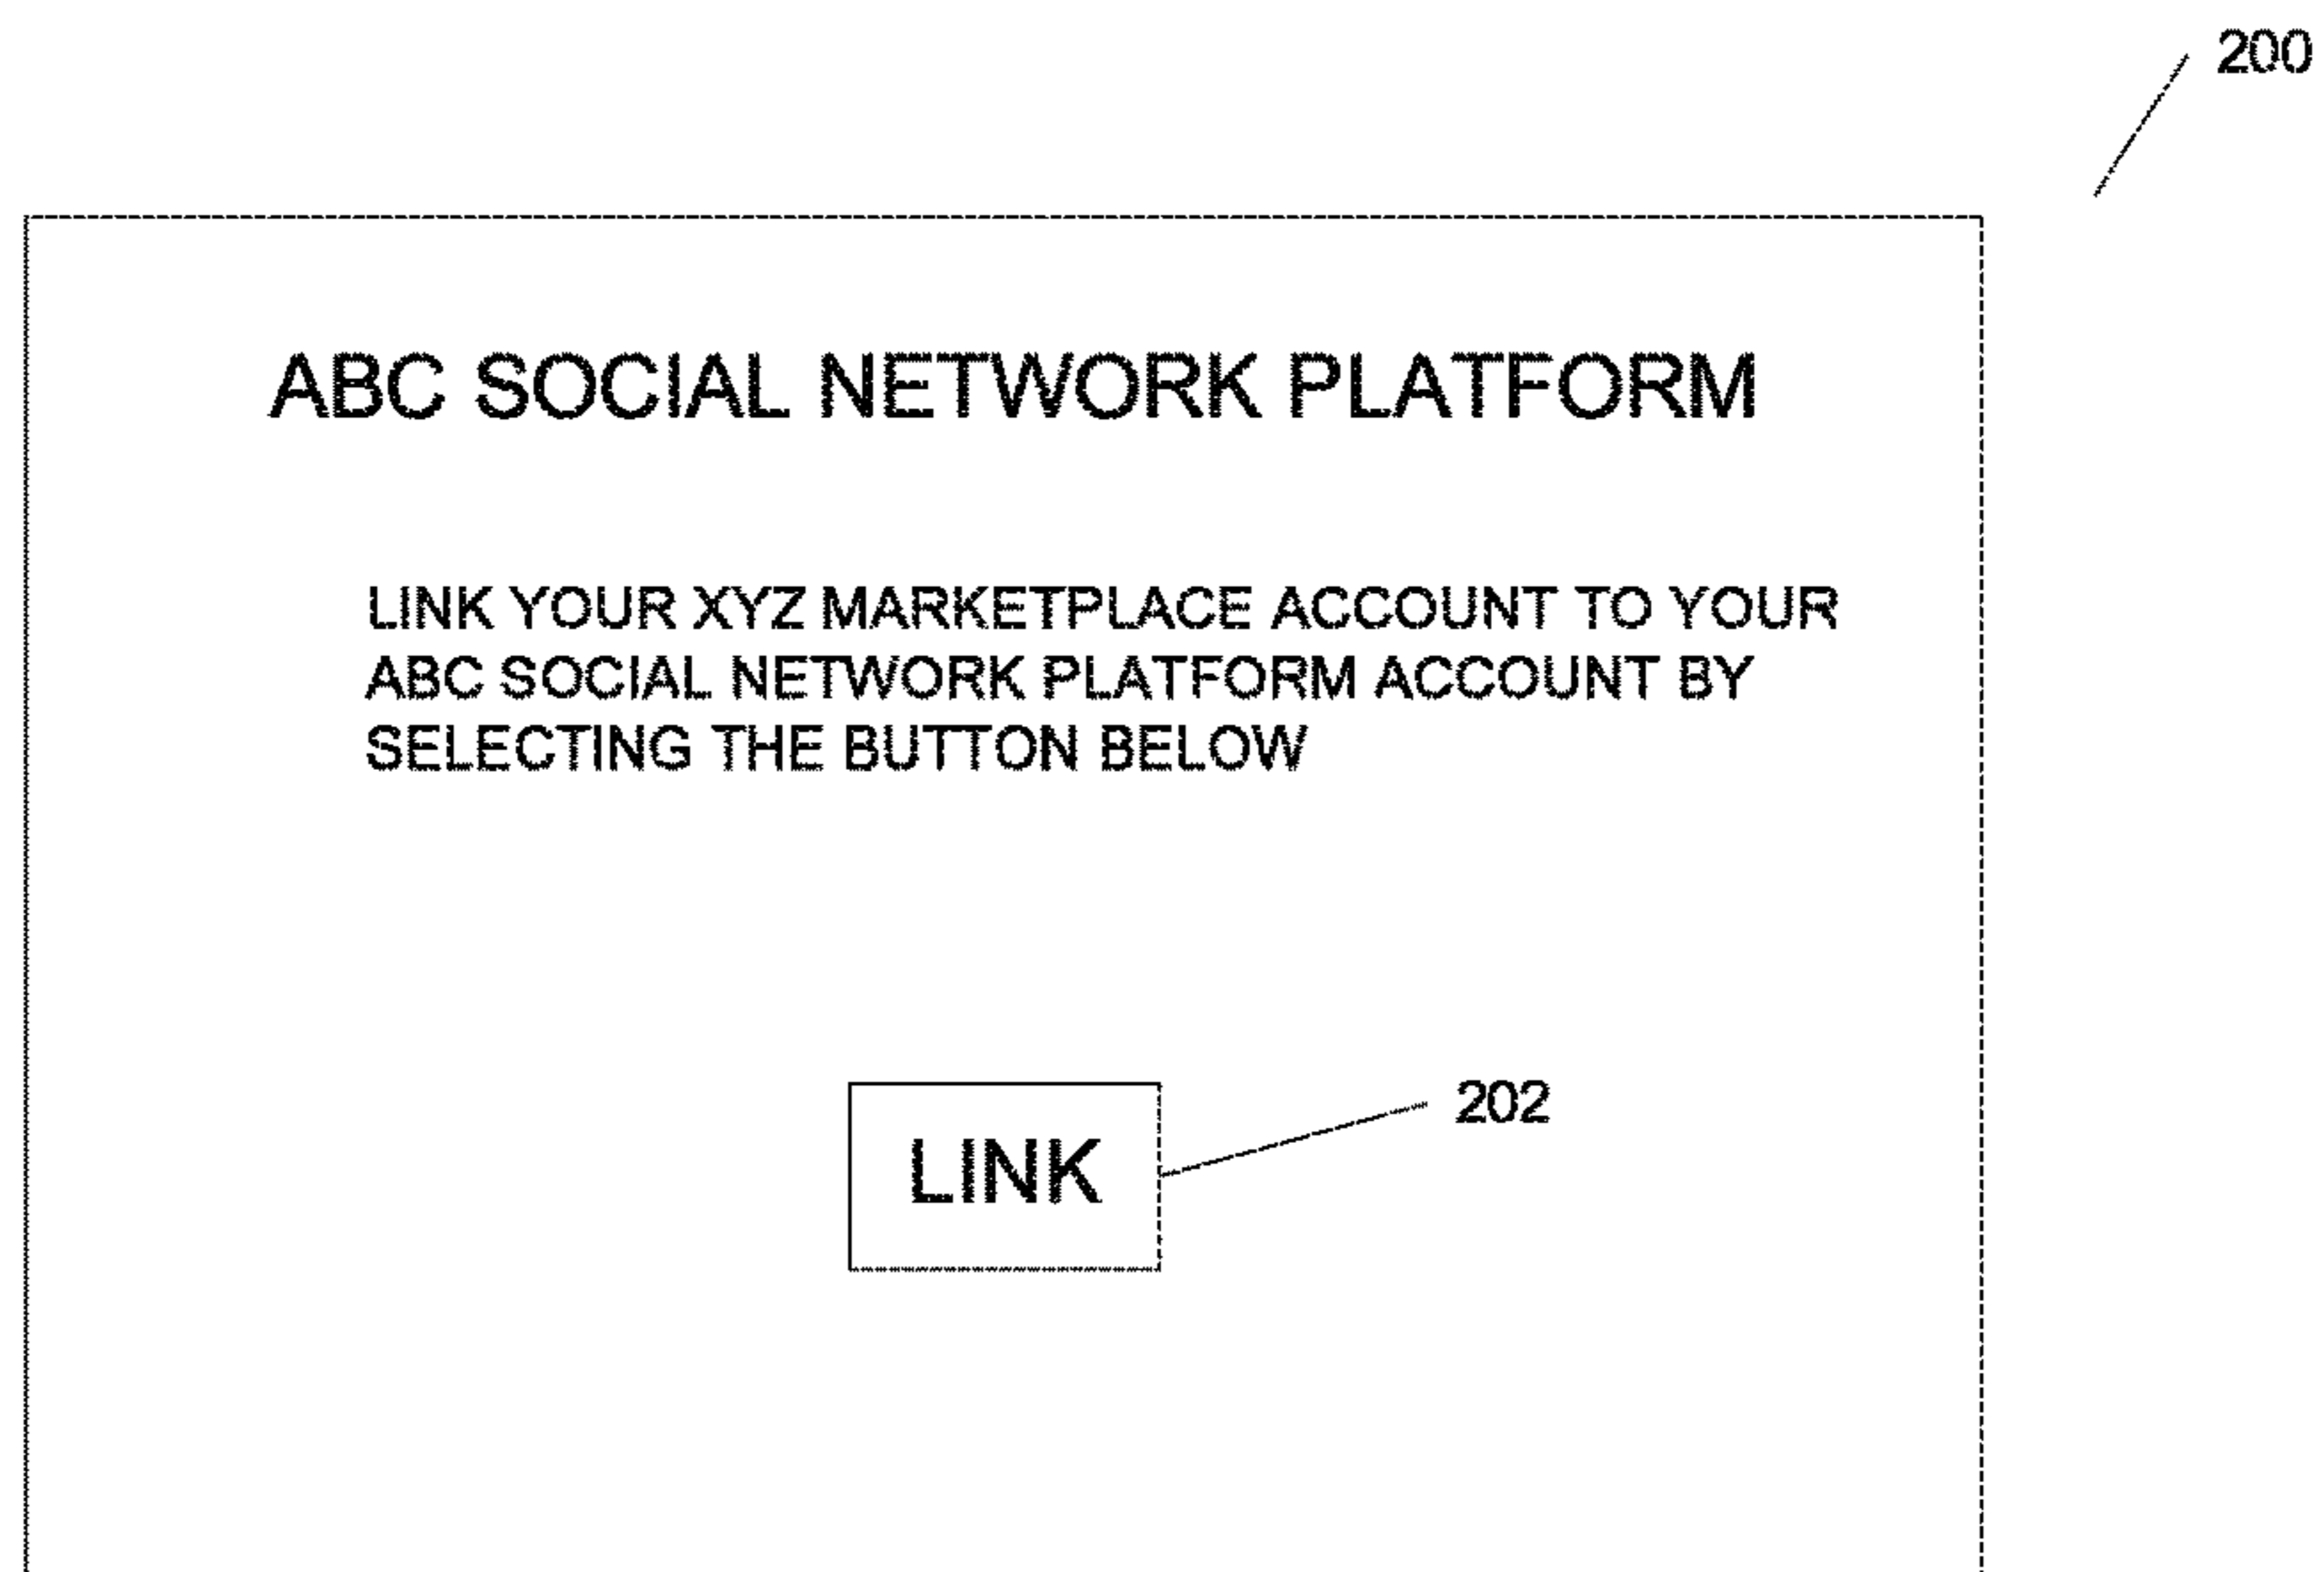 200
ABC SOCIAL NETWORK PLATFORM
LINK YOUR XYZ MARKETPLACE ACCOUNT TO YOUR
ABC SOCIAL NETWORK PLATFORM ACCOUNT BY
SELECTING THE BUTTON BELOW
202
LINK